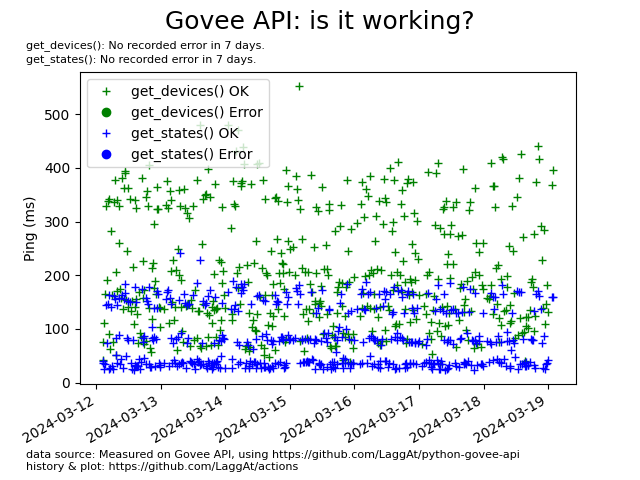 Govee API: is it working?
get_devices(): No recorded error in 7 days.
get_states(): No recorded error in 7 days.
get_devices() OK
get_devices() Error
get_states() OK
get_states() Error
Ping (ms)
500
400
300
200
100
0
2024-03-12
2024-03-13
2024-03-14
2024-03-15
2024-03-16
2024-03-17
2024-03-18
2024-03-19
data source: Measured on Govee API, using https://github.com/LaggAt/python-govee-api
history & plot: https://github.com/LaggAt/actions